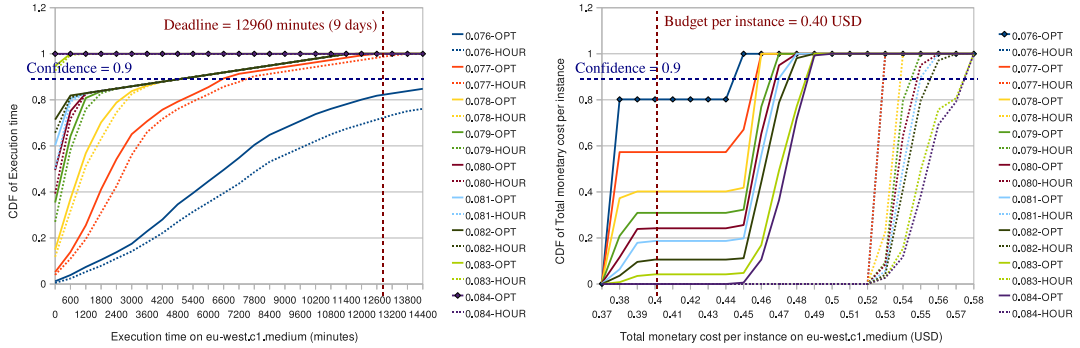 Deadline = 12960 minutes (9 days)
Confidence = 0.9
CDF of Execution time
1
0.8
0.6
0.4
0.2
0
600 1800 3000 4200 5400 6600 7800 9000 10200 11400 12600 13800
0 1200 2400 3600 4800 6000 7200 8400 9600 10800 12000 13200 14400
Execution time on eu-west.c1.medium (minutes)
0.076-OPT
0.076-HOUR
0.077-OPT
0.077-HOUR
0.078-OPT
0.078-HOUR
0.079-OPT
0.079-HOUR
0.080-OPT
0.080-HOUR
0.081-OPT
0.081-HOUR
0.082-OPT
0.082-HOUR
0.083-OPT
0.083-HOUR
0.084-OPT
0.084-HOUR
Budget per instance = 0.40 USD
Confidence = 0.9
CDF of Total monetary cost per instance
1
0.8
0.6
0.4
0.2
0
0.38 0.4 0.42 0.44 0.46 0.48 0.5 0.52 0.54 0.56 0.58
0.37 0.39 0.41 0.43 0.45 0.47 0.49 0.51 0.53 0.55 0.57
Total monetary cost per instance on eu-west.c1.medium (USD)
0.076-OPT
0.076-HOUR
0.077-OPT
0.077-HOUR
0.078-OPT
0.078-HOUR
0.079-OPT
0.079-HOUR
0.080-OPT
0.080-HOUR
0.081-OPT
0.081-HOUR
0.082-OPT
0.082-HOUR
0.083-OPT
0.083-HOUR
0.084-OPT
0.084-HOUR